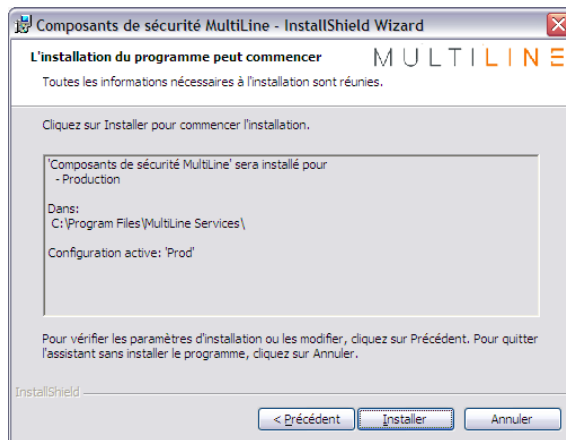 Composants de sécurité MultiLine - InstallShield Wizard
L'installation du programme peut commencer
MULTILINE
Toutes les informations nécessaires à l'installation sont réunies.
Cliquez sur Installer pour commencer l'installation.
'Composants de sécurité MultiLine' sera installé pour
- Production
Dans:
C:\Program Files\MultiLine Services\
Configuration active: 'Prod'
Pour vérifier les paramètres d'installation ou les modifier, cliquez sur Précédent. Pour quitter
l'assistant sans installer le programme, cliquez sur Annuler.
InstallShield
< Précédent
Installer
Annuler